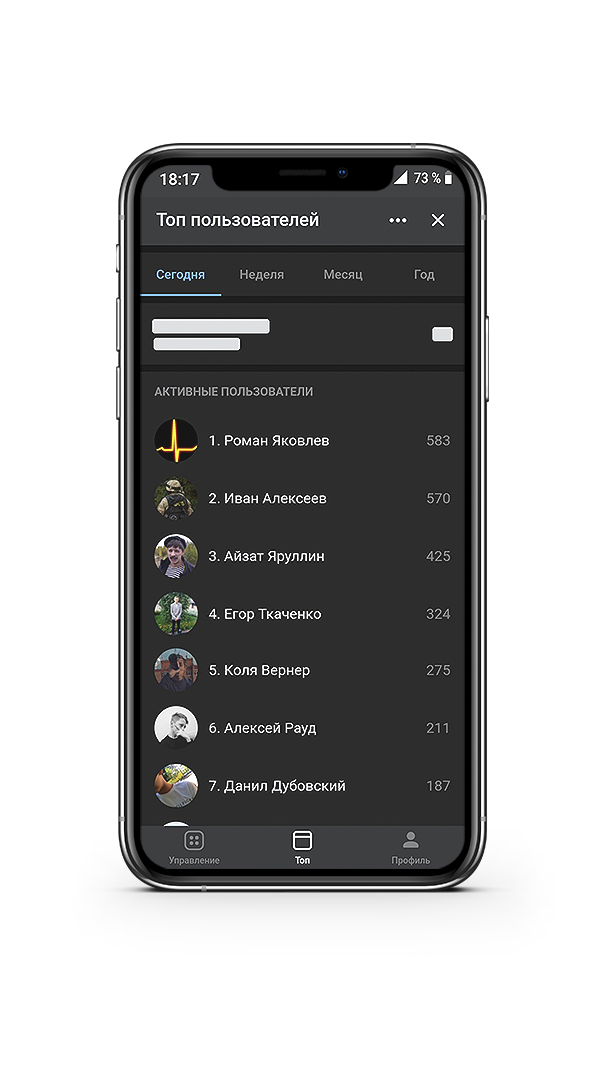 18:17
73 %
Топ пользователей
Сегодня
Неделя
Месяц
Год
АКТИВНЫЕ ПОЛЬЗОВАТЕЛИ
1. Роман Яковлев 583
2. Иван Алексеев 570
3. Айзат Яруллин 425
4. Егор Ткаченко 324
5. Коля Вернер 275
6. Алексей Рауд 211
7. Данил Дубовский 187
Управление
Топ
Профиль